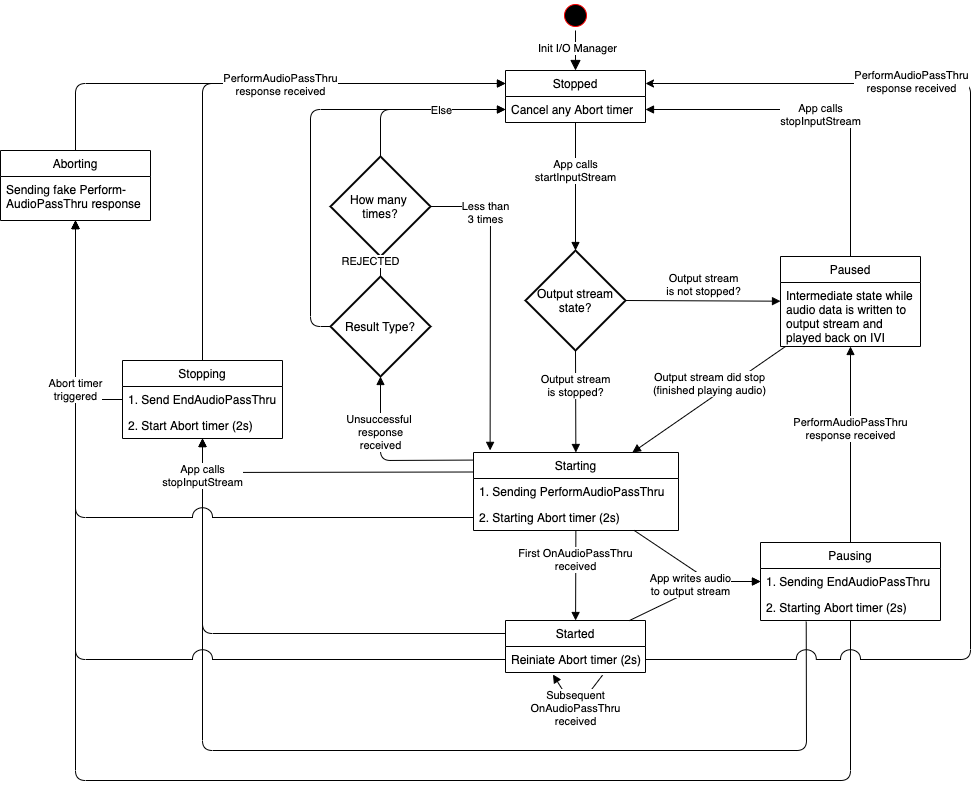 Init I/O Manager
PerformAudioPassThru
response received
Stopped
Cancel any Abort timer
PerformAudioPassThru
response received
Else
App calls
stopInputStream
Aborting
Sending fake Perform-
AudioPassThru response
App calls
startInputStream
How many
times?
Less than
3 times
REJECTED
Result Type?
Output stream
state?
Output stream
is not stopped?
Paused
Intermediate state while
audio data is written to
output stream and
played back on IVI
Stopping
1. Send EndAudioPassThru
2. Start Abort timer (2s)
Abort timer
triggered
Output stream
is stopped?
Output stream did stop
(finished playing audio)
Unsuccessful
response
received
PerformAudioPassThru
response received
App calls
stopInputStream
Starting
1. Sending PerformAudioPassThru
2. Starting Abort timer (2s)
First OnAudioPassThru
received
App writes audio
to output stream
Pausing
1. Sending EndAudioPassThru
2. Starting Abort timer (2s)
Started
Reiniate Abort timer (2s)
Subsequent
OnAudioPassThru
received